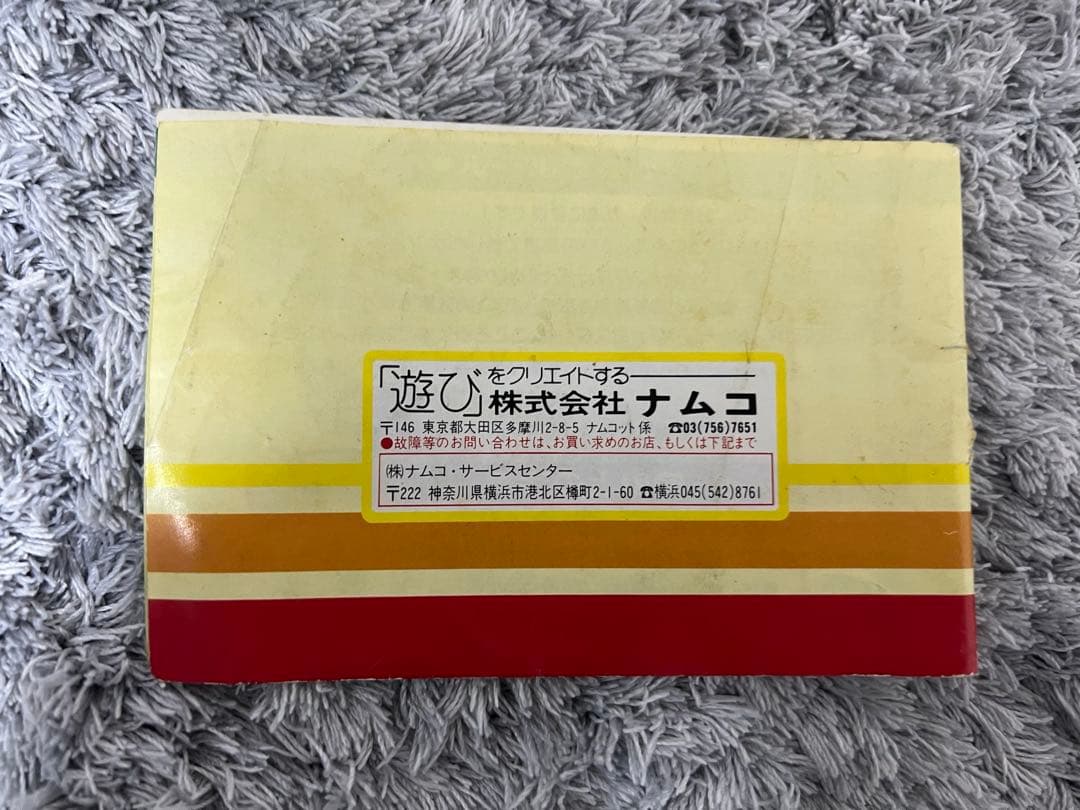 「遊び」をクリエイトする
株式会社ナムコ
〒146 東京都大田区多摩川2-8-5 ナムコット係 ☎03(756)7651
●故障等のお問い合わせは、お買い求めのお店、もしくは下記まで
㈱ナムコ・サービスセンター
〒222 神奈川県横浜市港北区樽町2-1-60 ☎横浜045(542)8761